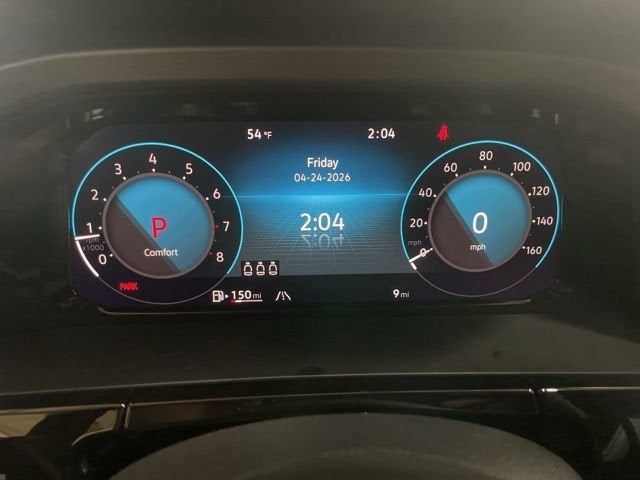 54 °F 2:04
Friday
04-24-2026
2:04
0 1 2 3 4 5 6 7 8
rpm
x1000
P
Comfort
PARK
0 20 40 60 80 100 120 140 160
mph
0
mph
150 mi
9 mi